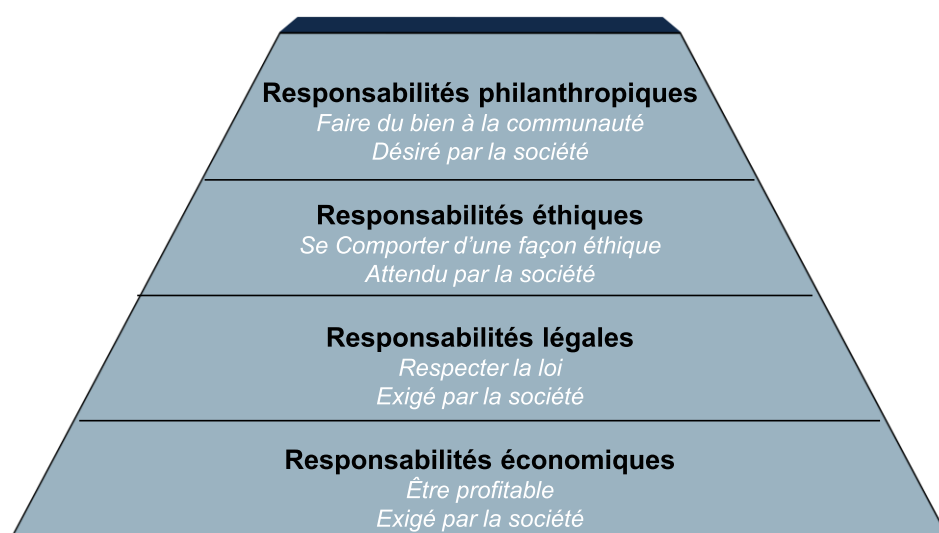 Responsabilités philanthropiques
Faire du bien à la communauté
Désiré par la société
Responsabilités éthiques
Se Comporter d’une façon éthique
Attendu par la société
Responsabilités légales
Respecter la loi
Exigé par la société
Responsabilités économiques
Être profitable
Exigé par la société